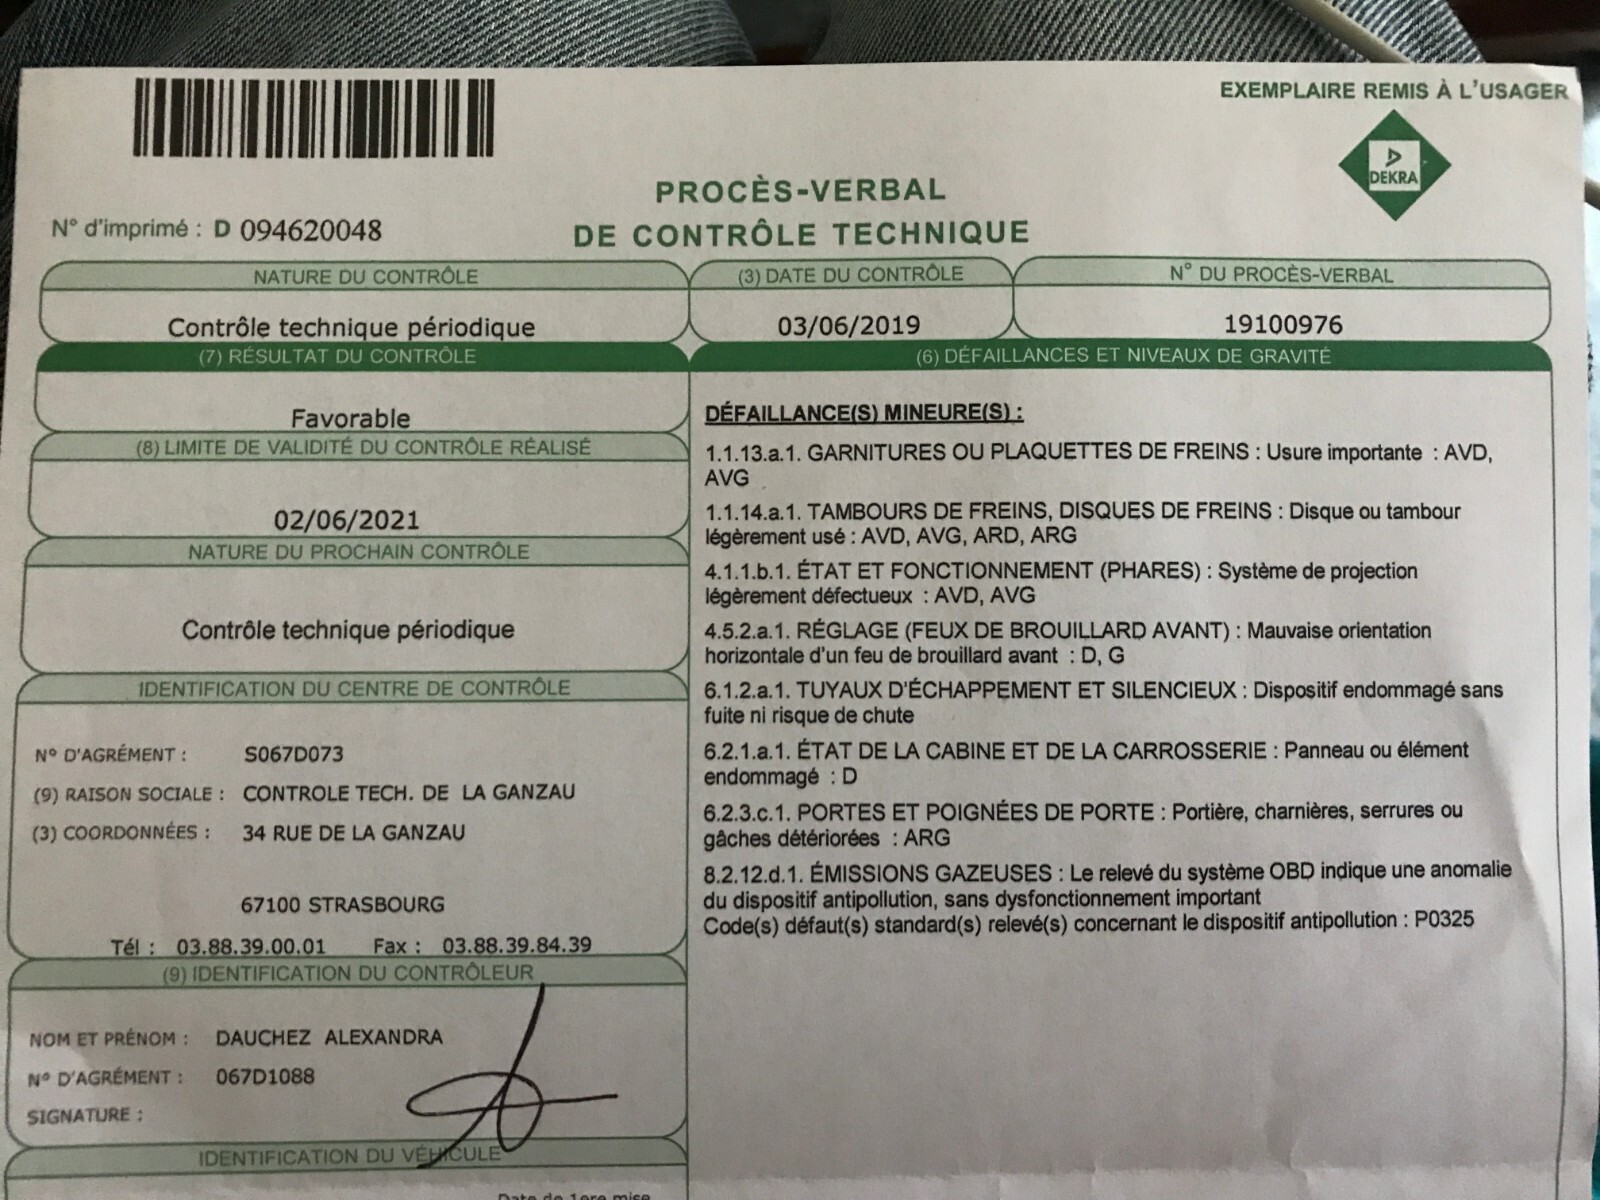 EXEMPLAIRE REMIS À L'USAGER
DEKRA
PROCÈS-VERBAL
DE CONTRÔLE TECHNIQUE
N° d'imprimé : D 094620048
NATURE DU CONTRÔLE
Contrôle technique périodique
(3) DATE DU CONTRÔLE
03/06/2019
N° DU PROCÈS-VERBAL
19100976
(7) RÉSULTAT DU CONTRÔLE
Favorable
(8) LIMITE DE VALIDITÉ DU CONTRÔLE RÉALISÉ
02/06/2021
NATURE DU PROCHAIN CONTRÔLE
Contrôle technique périodique
IDENTIFICATION DU CENTRE DE CONTRÔLE
N° D'AGRÉMENT : S067D073
(9) RAISON SOCIALE : CONTROLE TECH. DE LA GANZAU
(3) COORDONNÉES : 34 RUE DE LA GANZAU
67100 STRASBOURG
Tél : 03.88.39.00.01 Fax : 03.88.39.84.39
(9) IDENTIFICATION DU CONTRÔLEUR
NOM ET PRÉNOM : DAUCHEZ ALEXANDRA
N° D'AGRÉMENT : 067D1088
SIGNATURE :
IDENTIFICATION DU VÉHICULE
Date de 1ere mise
(6) DÉFAILLANCES ET NIVEAUX DE GRAVITÉ
DÉFAILLANCE(S) MINEURE(S) :
1.1.13.a.1. GARNITURES OU PLAQUETTES DE FREINS : Usure importante : AVD,
AVG
1.1.14.a.1. TAMBOURS DE FREINS, DISQUES DE FREINS : Disque ou tambour
légèrement usé : AVD, AVG, ARD, ARG
4.1.1.b.1. ÉTAT ET FONCTIONNEMENT (PHARES) : Système de projection
légèrement défectueux : AVD, AVG
4.5.2.a.1. RÉGLAGE (FEUX DE BROUILLARD AVANT) : Mauvaise orientation
horizontale d'un feu de brouillard avant : D, G
6.1.2.a.1. TUYAUX D'ÉCHAPPEMENT ET SILENCIEUX : Dispositif endommagé sans
fuite ni risque de chute
6.2.1.a.1. ÉTAT DE LA CABINE ET DE LA CARROSSERIE : Panneau ou élément
endommagé : D
6.2.3.c.1. PORTES ET POIGNÉES DE PORTE : Portière, charnières, serrures ou
gâches détériorées : ARG
8.2.12.d.1. ÉMISSIONS GAZEUSES : Le relevé du système OBD indique une anomalie
du dispositif antipollution, sans dysfonctionnement important
Code(s) défaut(s) standard(s) relevé(s) concernant le dispositif antipollution : P0325